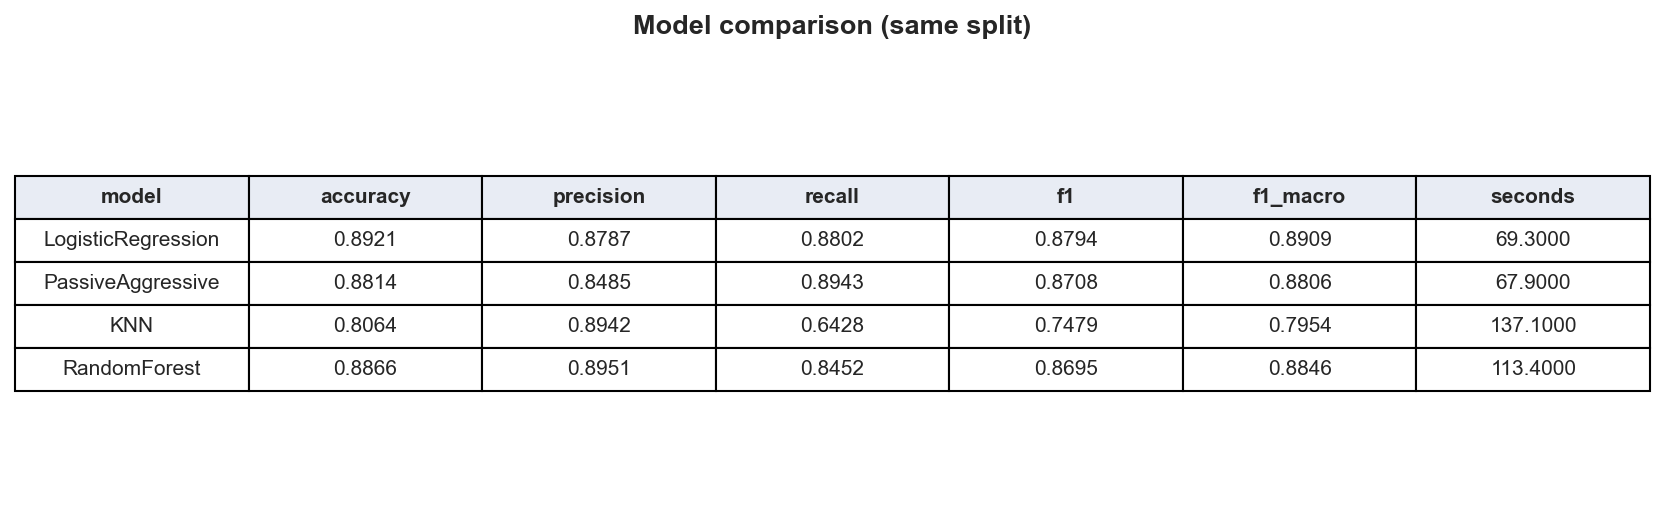 Model comparison (same split)
model accuracy precision recall f1 f1_macro seconds
LogisticRegression 0.8921 0.8787 0.8802 0.8794 0.8909 69.3000
PassiveAggressive 0.8814 0.8485 0.8943 0.8708 0.8806 67.9000
KNN 0.8064 0.8942 0.6428 0.7479 0.7954 137.1000
RandomForest 0.8866 0.8951 0.8452 0.8695 0.8846 113.4000